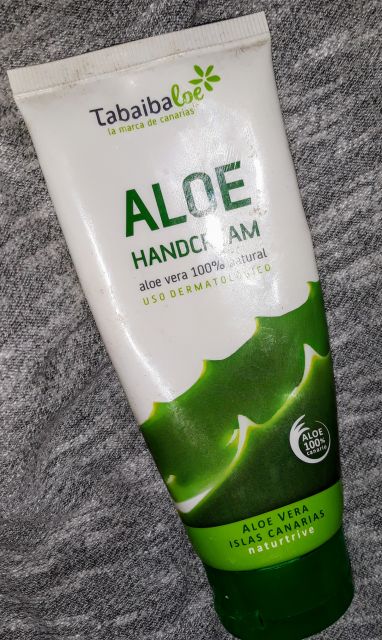 Tabaibaloe
la marca de canarias
ALOE
HANDCREAM
aloe vera 100% natural
USO DERMATOLÓGICO
ALOE
100%
canario
ALOE VERA
ISLAS CANARIAS
naturtrive